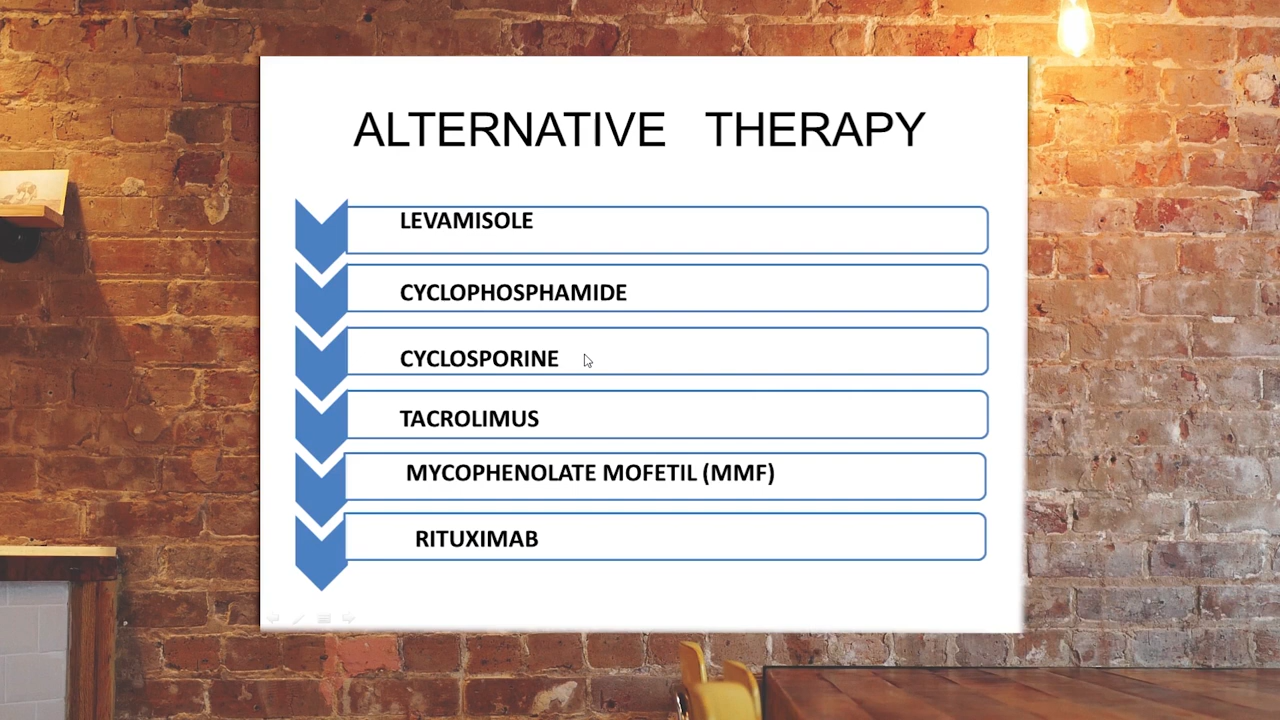 ALTERNATIVE THERAPY
LEVAMISOLE
CYCLOPHOSPHAMIDE
CYCLOSPORINE
TACROLIMUS
MYCOPHENOLATE MOFETIL (MMF)
RITUXIMAB